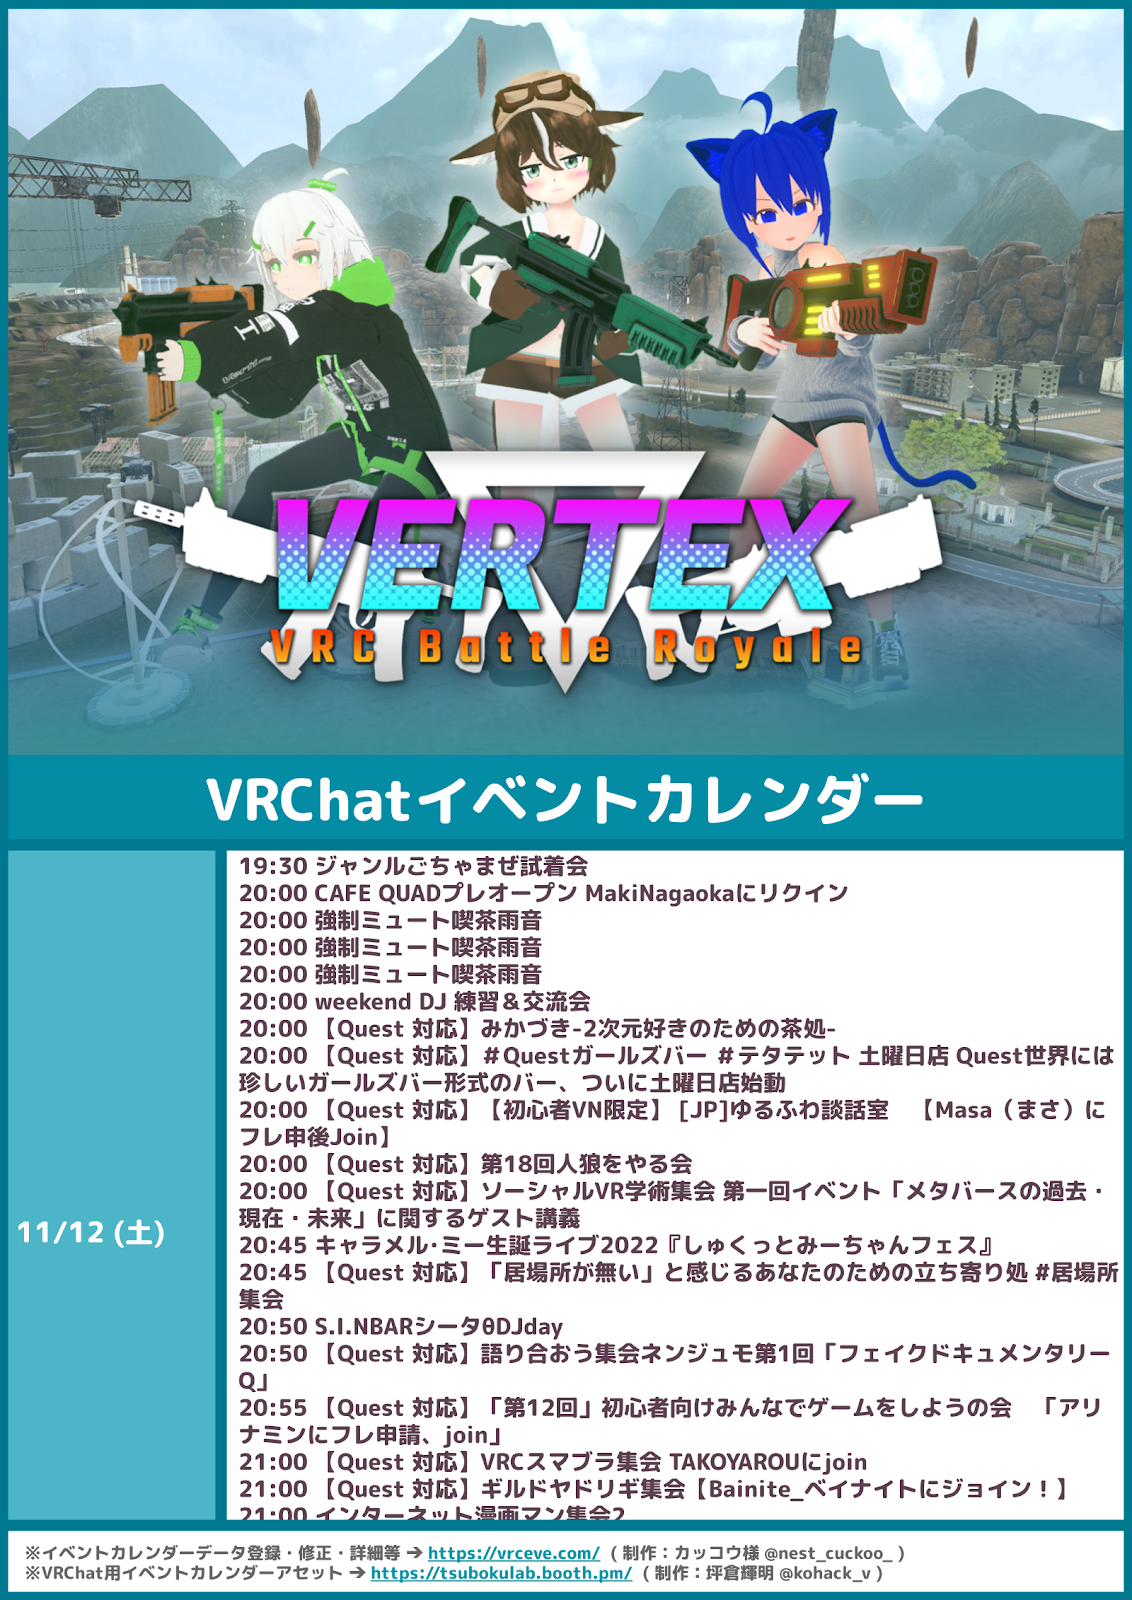 VERTEX
VRC Battle Royale
VRChatイベントカレンダー
11/12 (土)
19:30 ジャンルごちゃまぜ試着会
20:00 CAFE QUADプレオープン MakiNagaokaにリクイン
20:00 強制ミュート喫茶雨音
20:00 強制ミュート喫茶雨音
20:00 強制ミュート喫茶雨音
20:00 weekend DJ 練習＆交流会
20:00 【Quest 対応】みかづき-2次元好きのための茶処-
20:00 【Quest 対応】＃Questガールズバー ＃テタテット 土曜日店 Quest世界には
珍しいガールズバー形式のバー、ついに土曜日店始動
20:00 【Quest 対応】【初心者VN限定】 [JP]ゆるふわ談話室　【Masa（まさ）に
フレ申後Join】
20:00 【Quest 対応】第18回人狼をやる会
20:00 【Quest 対応】ソーシャルVR学術集会 第一回イベント「メタバースの過去・
現在・未来」に関するゲスト講義
20:45 キャラメル･ミー生誕ライブ2022『しゅくっとみーちゃんフェス』
20:45 【Quest 対応】「居場所が無い」と感じるあなたのための立ち寄り処 #居場所
集会
20:50 S.I.NBARシータθDJday
20:50 【Quest 対応】語り合おう集会ネンジュモ第1回「フェイクドキュメンタリー
Q」
20:55 【Quest 対応】「第12回」初心者向けみんなでゲームをしようの会　「アリ
ナミンにフレ申請、join」
21:00 【Quest 対応】VRCスマブラ集会 TAKOYAROUにjoin
21:00 【Quest 対応】ギルドヤドリギ集会【Bainite_ベイナイトにジョイン！】
21:00 インターネット漫画マン集会2
※イベントカレンダーデータ登録・修正・詳細等 → https://vrceve.com/ （制作：カッコウ様 @nest_cuckoo_ ）
※VRChat用イベントカレンダーアセット → https://tsubokulab.booth.pm/ （制作：坪倉輝明 @kohack_v ）